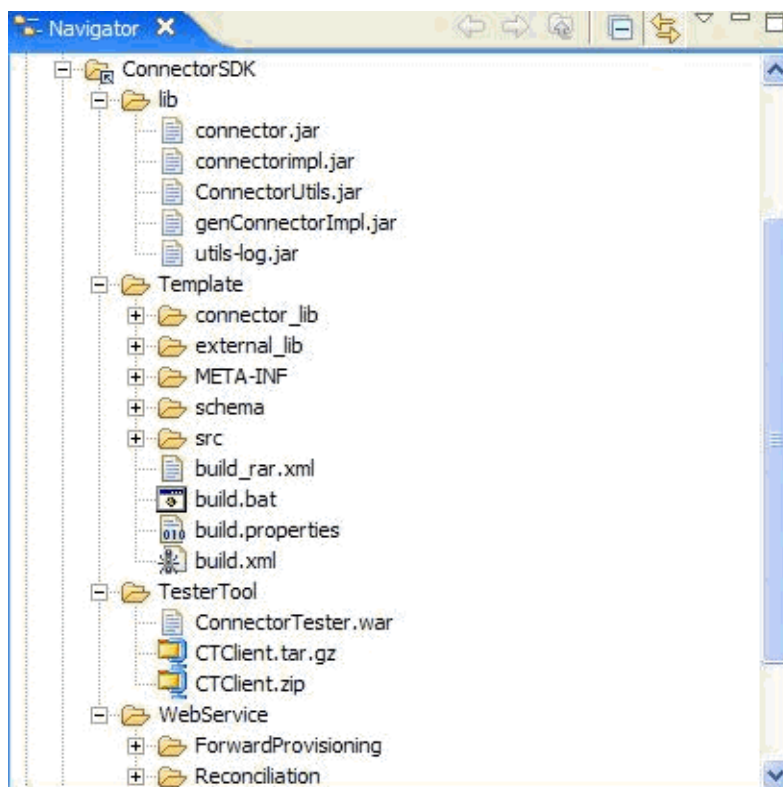 Navigator
ConnectorSDK
lib
connector.jar
connectorimpl.jar
ConnectorUtils.jar
genConnectorImpl.jar
utils-log.jar
Template
connector_lib
external_lib
META-INF
schema
src
build_rar.xml
build.bat
build.properties
build.xml
TesterTool
ConnectorTester.war
CTClient.tar.gz
CTClient.zip
WebService
ForwardProvisioning
Reconciliation